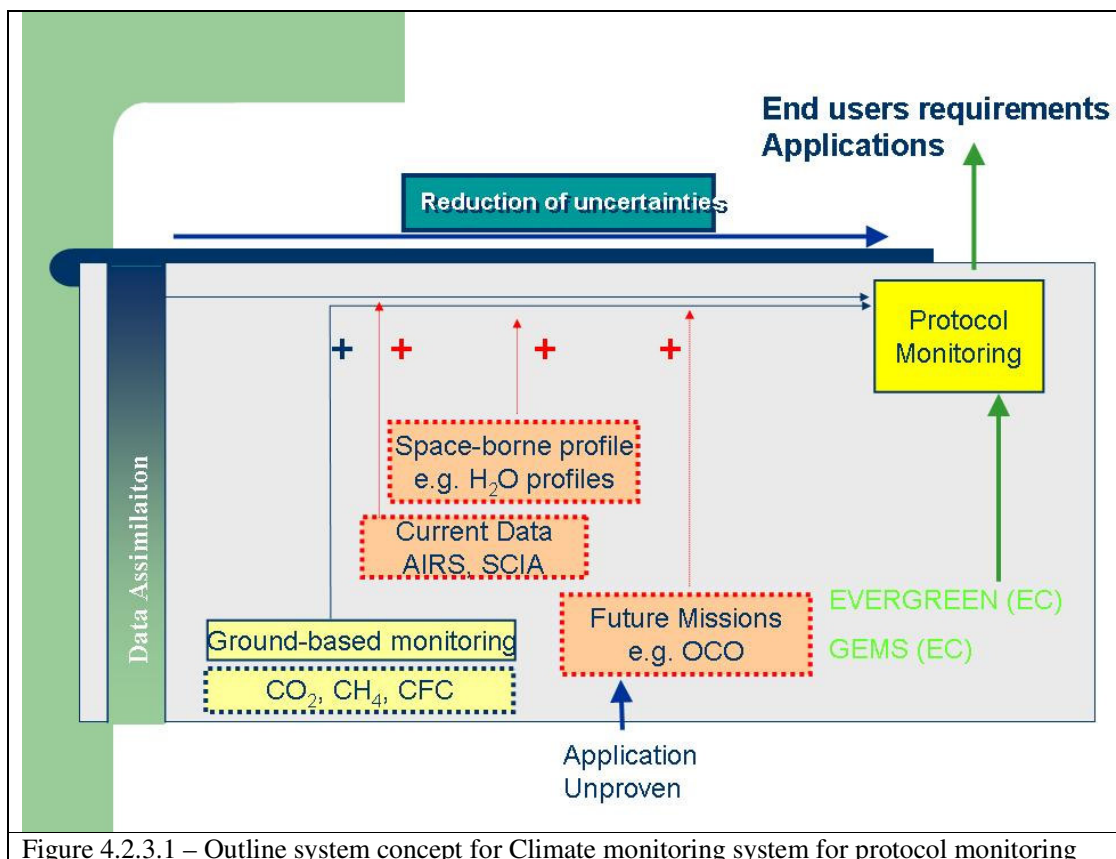 End users requirements
Applications
Reduction of uncertainties
Protocol
Monitoring
+ + + +
Space-borne profile
e.g. H₂O profiles
Current Data
AIRS, SCIA
Data Assimilaiton
Ground-based monitoring
CO₂, CH₄, CFC
Future Missions
e.g. OCO
EVERGREEN (EC)
GEMS (EC)
Application
Unproven
Figure 4.2.3.1 – Outline system concept for Climate monitoring system for protocol monitoring